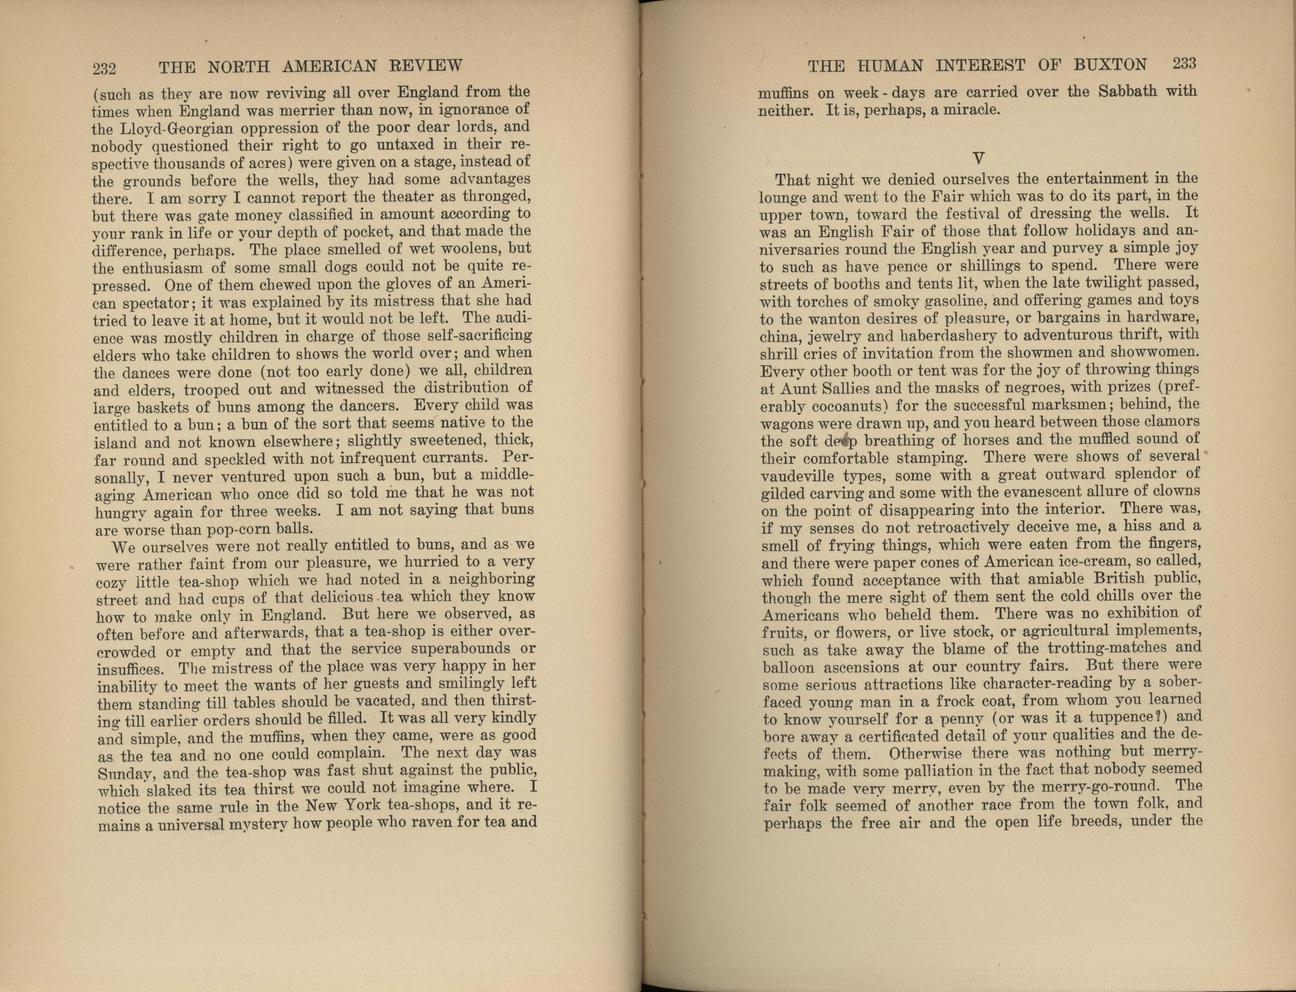 232 THE NORTH AMERICAN REVIEW
(such as they are now reviving all over England from the
times when England was merrier than now, in ignorance of
the Lloyd-Georgian oppression of the poor dear lords, and
nobody questioned their right to go untaxed in their re-
spective thousands of acres) were given on a stage, instead of
the grounds before the wells, they had some advantages
there. I am sorry I cannot report the theater as thronged,
but there was gate money classified in amount according to
your rank in life or your depth of pocket, and that made the
difference, perhaps. The place smelled of wet woolens, but
the enthusiasm of some small dogs could not be quite re-
pressed. One of them chewed upon the gloves of an Ameri-
can spectator; it was explained by its mistress that she had
tried to leave it at home, but it would not be left. The audi-
ence was mostly children in charge of those self-sacrificing
elders who take children to shows the world over; and when
the dances were done (not too early done) we all, children
and elders, trooped out and witnessed the distribution of
large baskets of buns among the dancers. Every child was
entitled to a bun; a bun of the sort that seems native to the
island and not known elsewhere; slightly sweetened, thick,
far round and speckled with not infrequent currants. Per-
sonally, I never ventured upon such a bun, but a middle-
aging American who once did so told me that he was not
hungry again for three weeks. I am not saying that buns
are worse than pop-corn balls.
We ourselves were not really entitled to buns, and as we
were rather faint from our pleasure, we hurried to a very
cozy little tea-shop which we had noted in a neighboring
street and had cups of that delicious tea which they know
how to make only in England. But here we observed, as
often before and afterwards, that a tea-shop is either over-
crowded or empty and that the service superabounds or
insuffices. The mistress of the place was very happy in her
inability to meet the wants of her guests and smilingly left
them standing till tables should be vacated, and then thirst-
ing till earlier orders should be filled. It was all very kindly
and simple, and the muffins, when they came, were as good
as the tea and no one could complain. The next day was
Sunday, and the tea-shop was fast shut against the public,
which slaked its tea thirst we could not imagine where. I
notice the same rule in the New York tea-shops, and it re-
mains a universal mystery how people who raven for tea and
THE HUMAN INTEREST OF BUXTON 233
muffins on week-days are carried over the Sabbath with
neither. It is, perhaps, a miracle.
V
That night we denied ourselves the entertainment in the
lounge and went to the Fair which was to do its part, in the
upper town, toward the festival of dressing the wells. It
was an English Fair of those that follow holidays and an-
niversaries round the English year and purvey a simple joy
to such as have pence or shillings to spend. There were
streets of booths and tents lit, when the late twilight passed,
with torches of smoky gasoline, and offering games and toys
to the wanton desires of pleasure, or bargains in hardware,
china, jewelry and haberdashery to adventurous thrift, with
shrill cries of invitation from the showmen and showwomen.
Every other booth or tent was for the joy of throwing things
at Aunt Sallies and the masks of negroes, with prizes (pref-
erably cocoanuts) for the successful marksmen; behind, the
wagons were drawn up, and you heard between those clamors
the soft deep breathing of horses and the muffled sound of
their comfortable stamping. There were shows of several
vaudeville types, some with a great outward splendor of
gilded carving and some with the evanescent allure of clowns
on the point of disappearing into the interior. There was,
if my senses do not retroactively deceive me, a hiss and a
smell of frying things, which were eaten from the fingers,
and there were paper cones of American ice-cream, so called,
which found acceptance with that amiable British public,
though the mere sight of them sent the cold chills over the
Americans who beheld them. There was no exhibition of
fruits, or flowers, or live stock, or agricultural implements,
such as take away the blame of the trotting-matches and
balloon ascensions at our country fairs. But there were
some serious attractions like character-reading by a sober-
faced young man in a frock coat, from whom you learned
to know yourself for a penny (or was it a tuppence?) and
bore away a certificated detail of your qualities and the de-
fects of them. Otherwise there was nothing but merry-
making, with some palliation in the fact that nobody seemed
to be made very merry, even by the merry-go-round. The
fair folk seemed of another race from the town folk, and
perhaps the free air and the open life breeds, under the